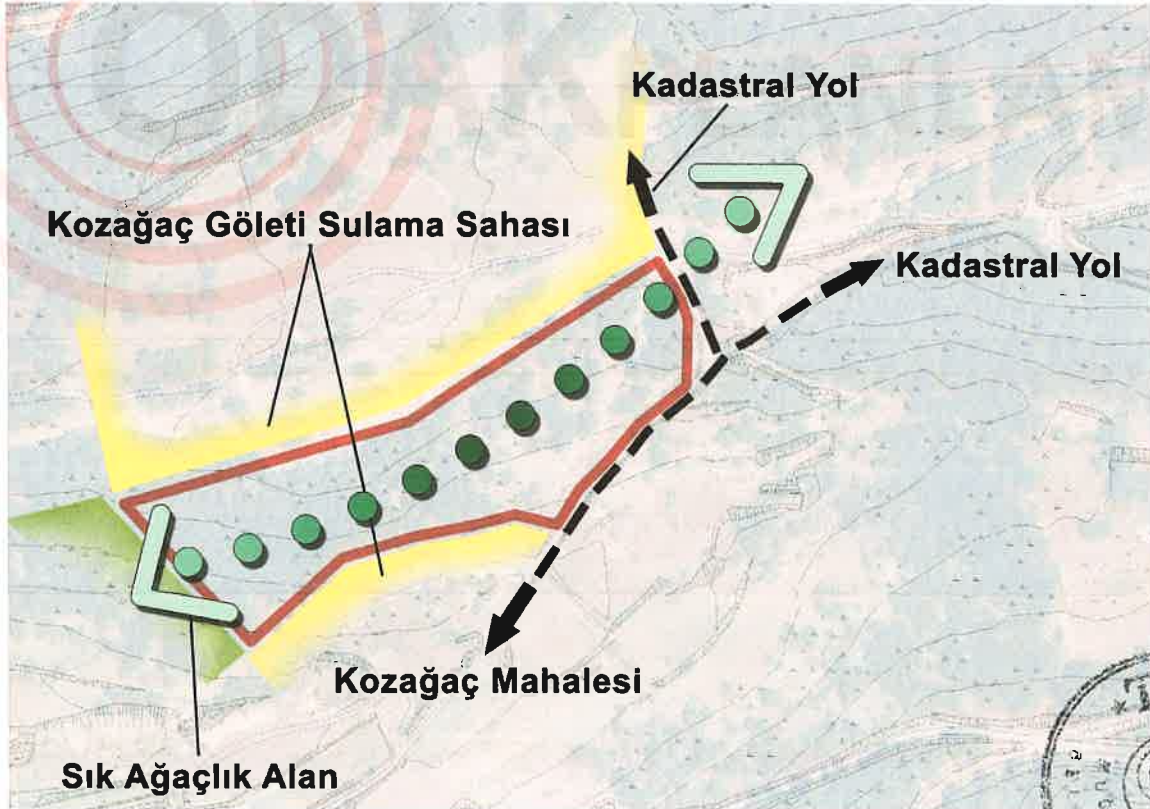 Kadastral Yol
Kozağaç Göleti Sulama Sahası
Kadastral Yol
Kozağaç Mahalesi
Sık Ağaçlık Alan